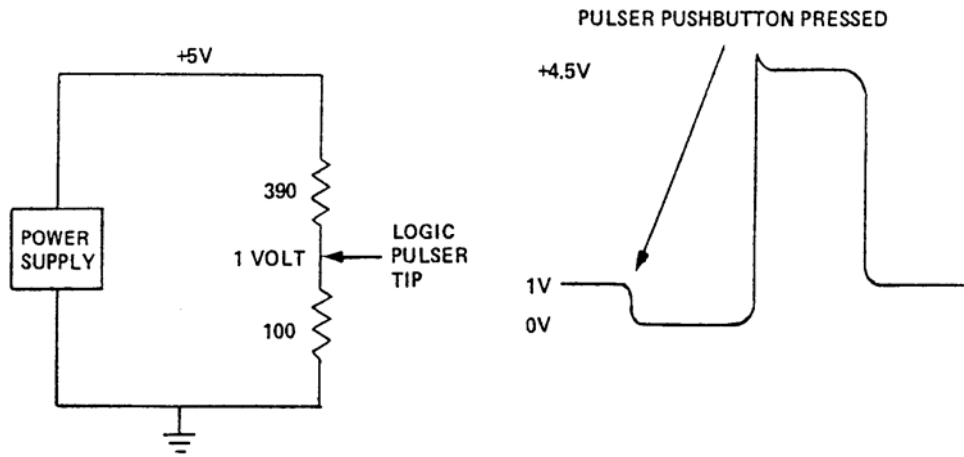 PULSER PUSHBUTTON PRESSED
+5V
+4.5V
390
POWER
SUPPLY
1 VOLT
LOGIC
PULSER
TIP
1V
0V
100